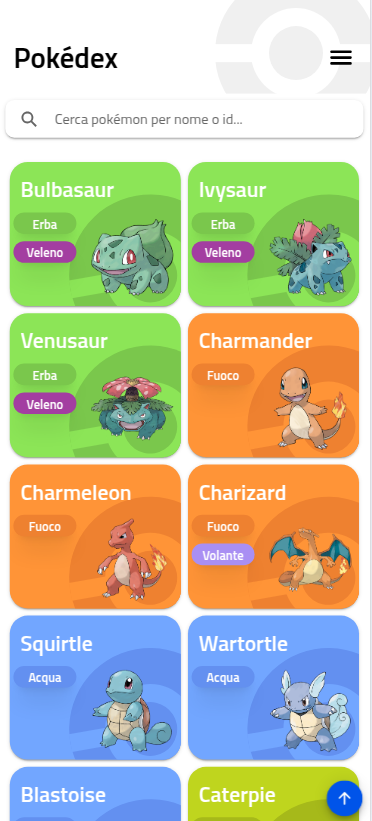 Pokédex
Cerca pokémon per nome o id...
Bulbasaur
Erba
Veleno
Ivysaur
Erba
Veleno
Venusaur
Erba
Veleno
Charmander
Fuoco
Charmeleon
Fuoco
Charizard
Fuoco
Volante
Squirtle
Acqua
Wartortle
Acqua
Blastoise
Caterpie